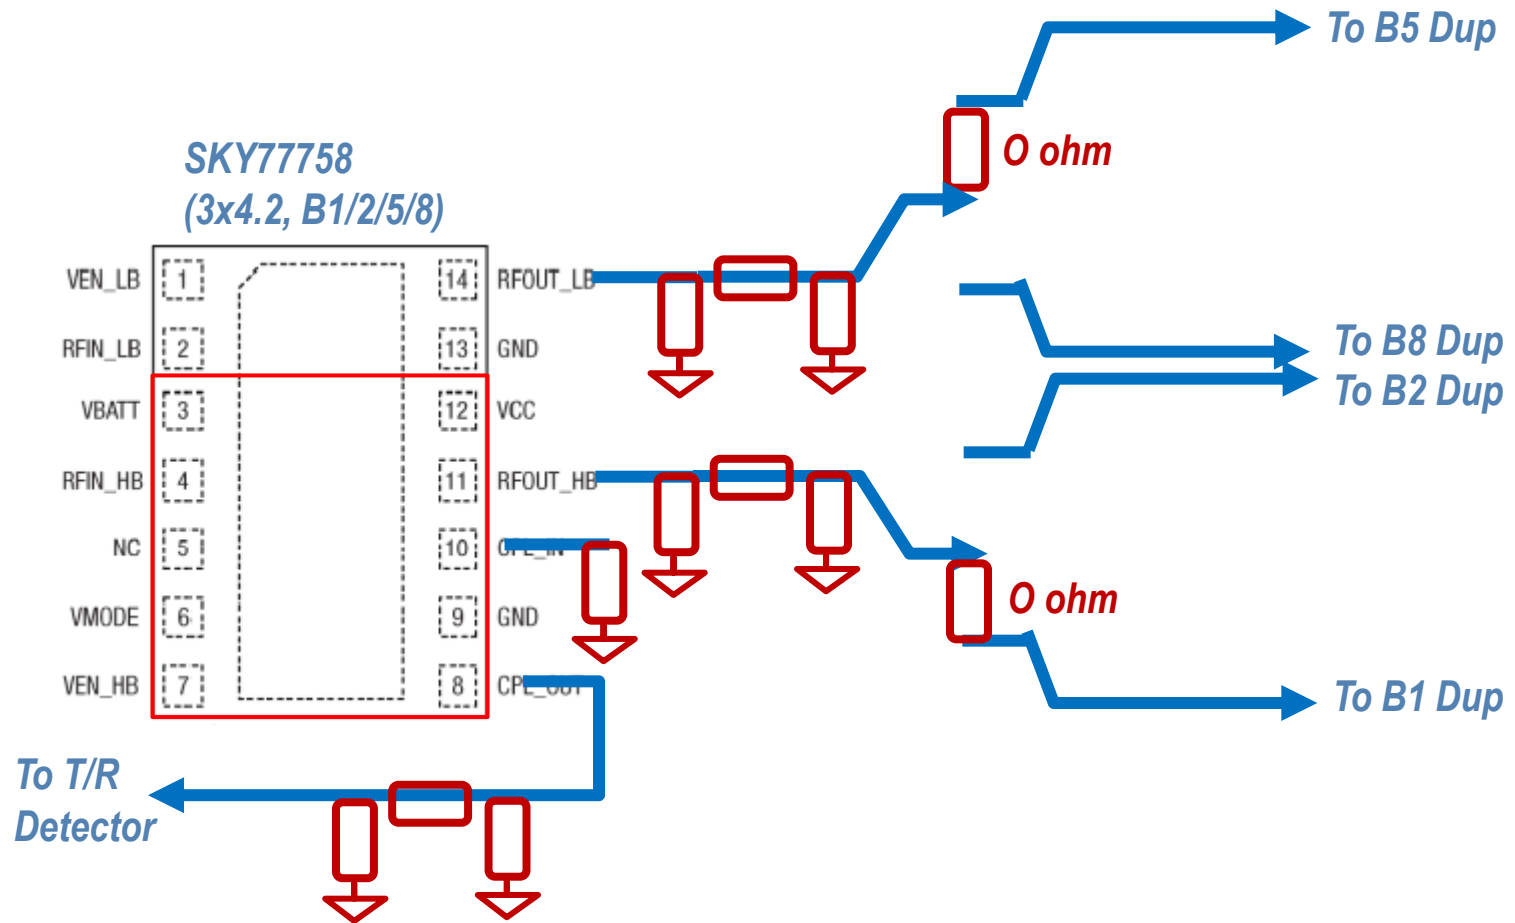 To B5 Dup
O ohm
SKY77758
(3x4.2, B1/2/5/8)
VEN_LB 1 14 RFOUT_LB
RFIN_LB 2 13 GND
To B8 Dup
To B2 Dup
VBATT 3 12 VCC
RFIN_HB 4 11 RFOUT_HB
NC 5 10 CPL_IN
O ohm
VMODE 6 9 GND
VEN_HB 7 8 CPL_OUT
To B1 Dup
To T/R
Detector